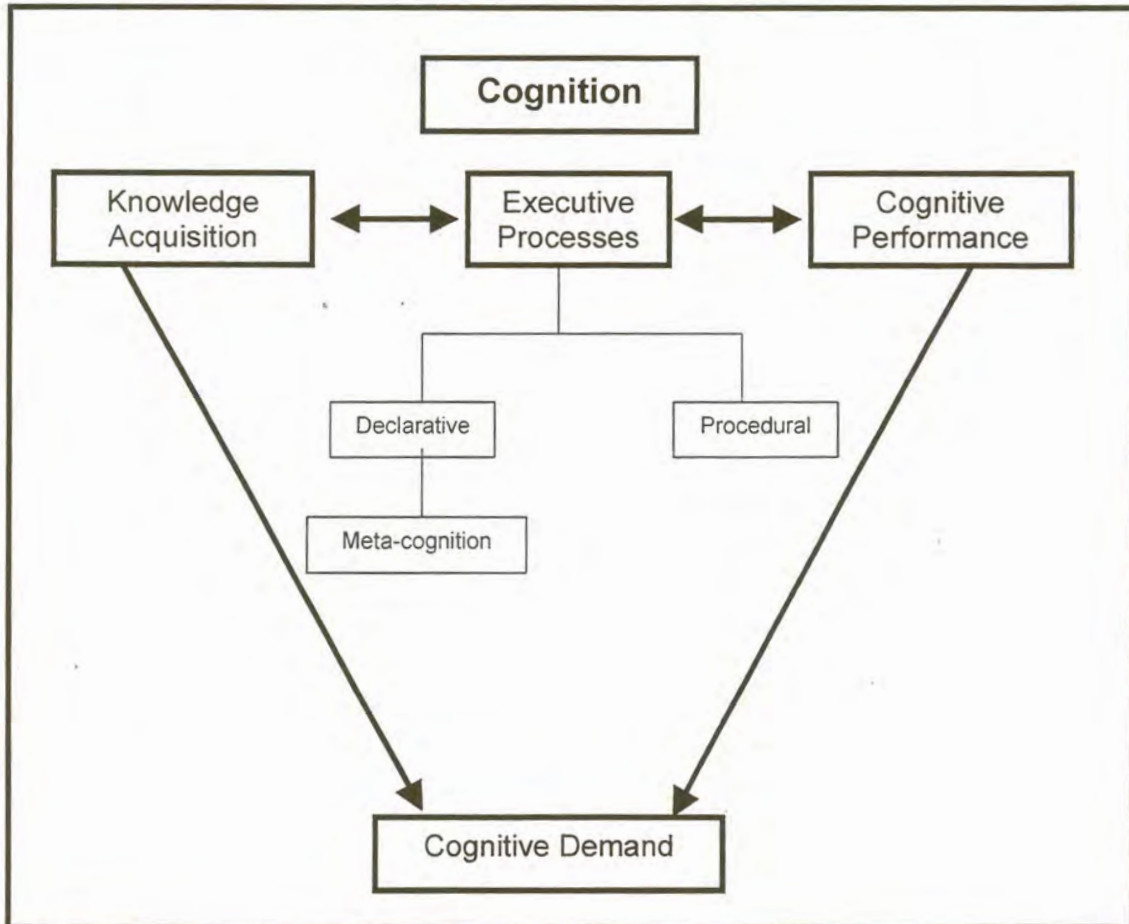 Cognition
Knowledge
Acquisition
Executive
Processes
Cognitive
Performance
Declarative
Procedural
Meta-cognition
Cognitive Demand